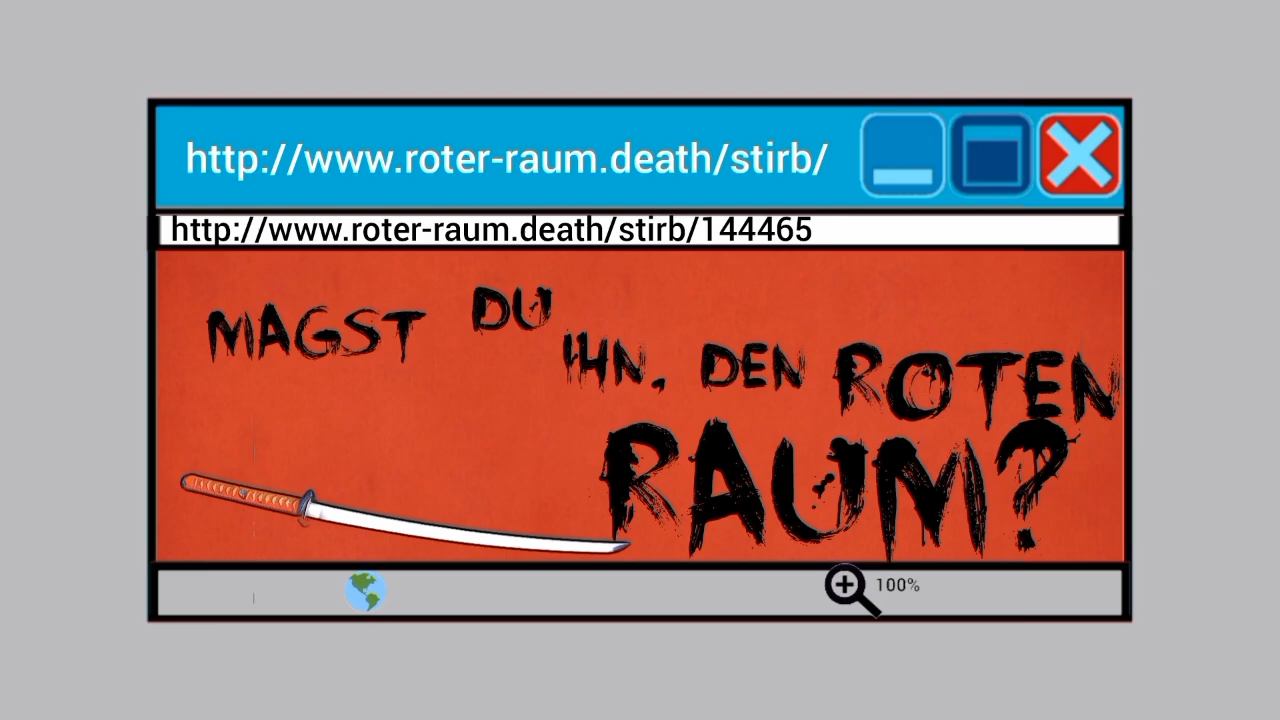 http://www.roter-raum.death/stirb/
http://www.roter-raum.death/stirb/144465
MAGST DU
IHN, DEN ROTEN
RAUM?
100%